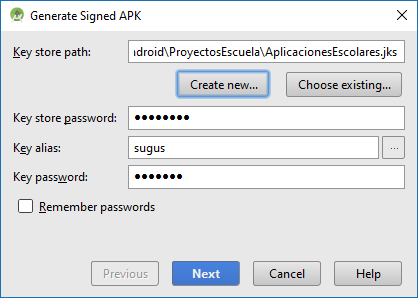 Generate Signed APK
Key store path: ndroid\ProyectosEscuela\AplicacionesEscolares.jks
Create new... Choose existing...
Key store password: ••••••••
Key alias: sugus ...
Key password: •••••••
Remember passwords
Previous Next Cancel Help